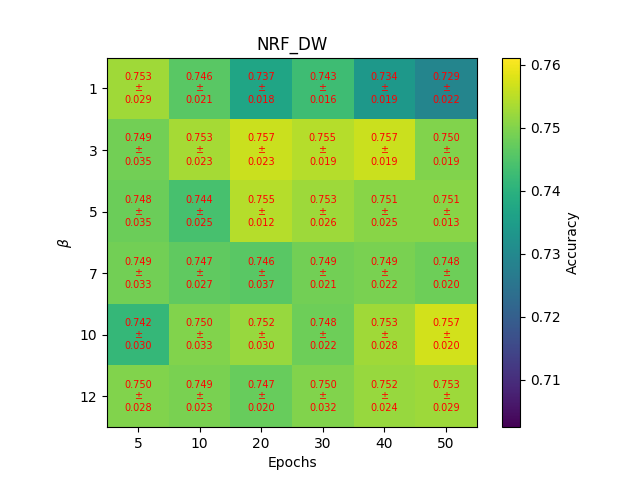 NRF_DW
0.753 0.746 0.737 0.743 0.734 0.729
± ± ± ± ± ±
0.029 0.021 0.018 0.016 0.019 0.022
1
0.749 0.753 0.757 0.755 0.757 0.750
± ± ± ± ± ±
0.035 0.023 0.023 0.019 0.019 0.019
3
0.748 0.744 0.755 0.753 0.751 0.751
± ± ± ± ± ±
0.035 0.025 0.012 0.026 0.025 0.013
5
0.749 0.747 0.746 0.749 0.749 0.748
± ± ± ± ± ±
0.033 0.027 0.037 0.021 0.022 0.020
7
0.742 0.750 0.752 0.748 0.753 0.757
± ± ± ± ± ±
0.030 0.033 0.030 0.022 0.028 0.020
10
0.750 0.749 0.747 0.750 0.752 0.753
± ± ± ± ± ±
0.028 0.023 0.020 0.032 0.024 0.029
12
β
5 10 20 30 40 50
Epochs
0.76
0.75
0.74
0.73
0.72
0.71
Accuracy